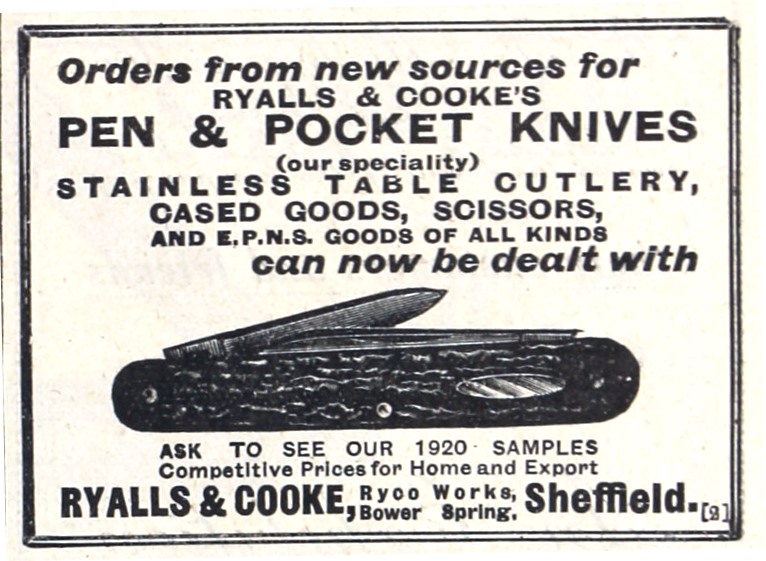 Orders from new sources for
RYALLS & COOKE'S
PEN & POCKET KNIVES
(our speciality)
STAINLESS TABLE CUTLERY,
CASED GOODS, SCISSORS,
AND E.P.N.S. GOODS OF ALL KINDS
can now be dealt with
ASK TO SEE OUR 1920 SAMPLES
Competitive Prices for Home and Export
RYALLS & COOKE, Ryco Works, Bower Spring, Sheffield.
[2]